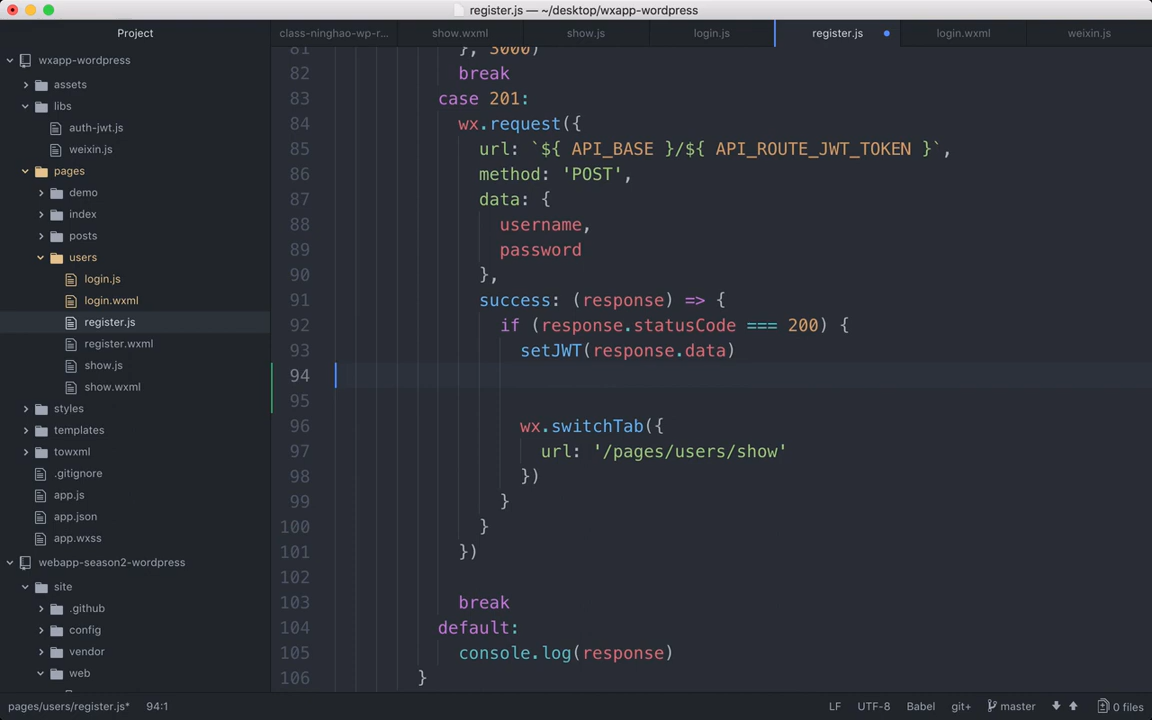 register.js — ~/desktop/wxapp-wordpress
Project
class-ninghao-wp-r...
show.wxml
show.js
login.js
register.js
login.wxml
weixin.js
wxapp-wordpress
assets
libs
auth-jwt.js
weixin.js
pages
demo
index
posts
users
login.js
login.wxml
register.js
register.wxml
show.js
show.wxml
styles
templates
towxml
.gitignore
app.js
app.json
app.wxss
webapp-season2-wordpress
site
.github
config
vendor
web
81 }, 3000)
82 break
83 case 201:
84 wx.request({
85 url: `${ API_BASE }/${ API_ROUTE_JWT_TOKEN }`,
86 method: 'POST',
87 data: {
88 username,
89 password
90 },
91 success: (response) => {
92 if (response.statusCode === 200) {
93 setJWT(response.data)
94
95
96 wx.switchTab({
97 url: '/pages/users/show'
98 })
99 }
100 }
101 })
102
103 break
104 default:
105 console.log(response)
106 }
pages/users/register.js* 94:1 LF UTF-8 Babel git+ master 0 files